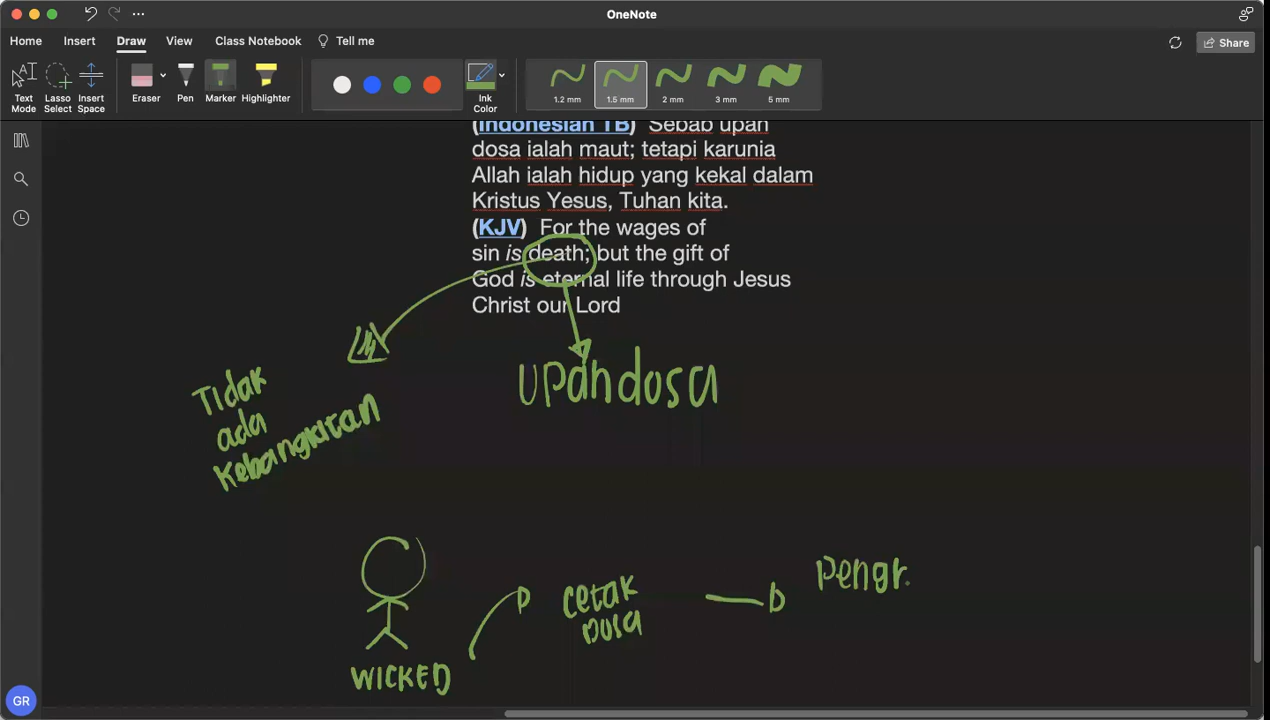 OneNote
Home Insert Draw View Class Notebook Tell me
Share
Text Mode
Lasso Select
Insert Space
Eraser
Pen
Marker
Highlighter
Ink Color
1.2 mm
1.5 mm
2 mm
3 mm
5 mm
(Indonesian TB) Sebab upah
dosa ialah maut; tetapi karunia
Allah ialah hidup yang kekal dalam
Kristus Yesus, Tuhan kita.
(KJV) For the wages of
sin is death; but the gift of
God is eternal life through Jesus
Christ our Lord
upah dosa
Tidak
ada
Kebangkitan
cetak
Dosa
pengr
WICKED
GR